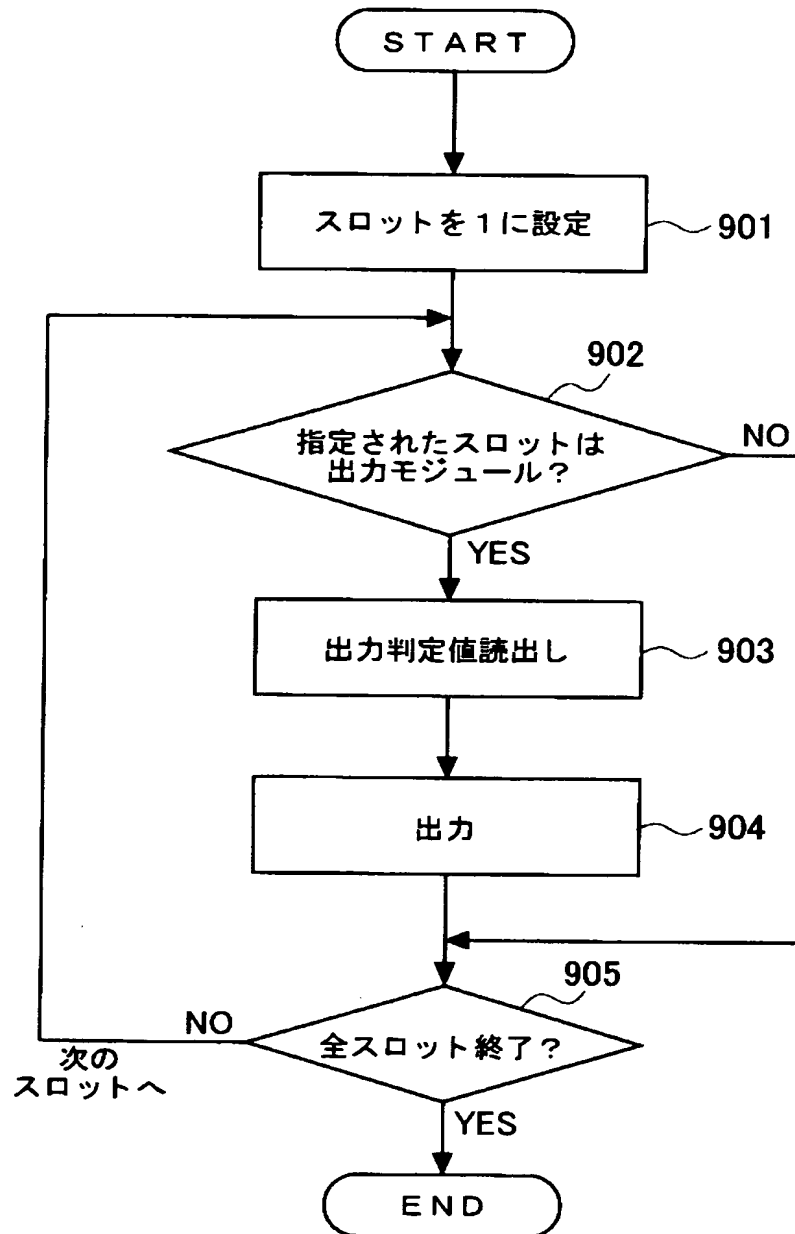 START
スロットを1に設定
901
902
指定されたスロットは
出力モジュール?
NO
YES
出力判定値読出し
903
出力
904
905
全スロット終了?
NO
次の
スロットへ
YES
END